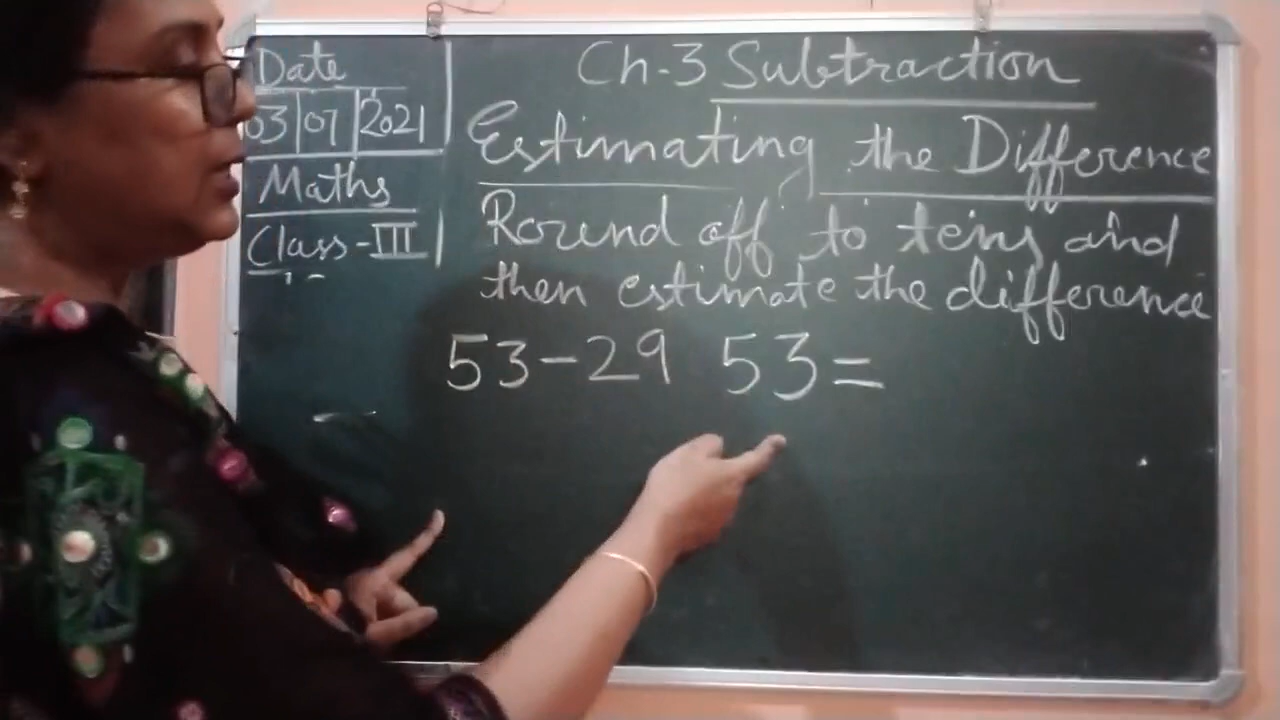 Date
03|07|2021
Maths
Class-III
Ch-3 Subtraction
Estimating the Difference
Round off to tens and
then estimate the difference
53-29 53=